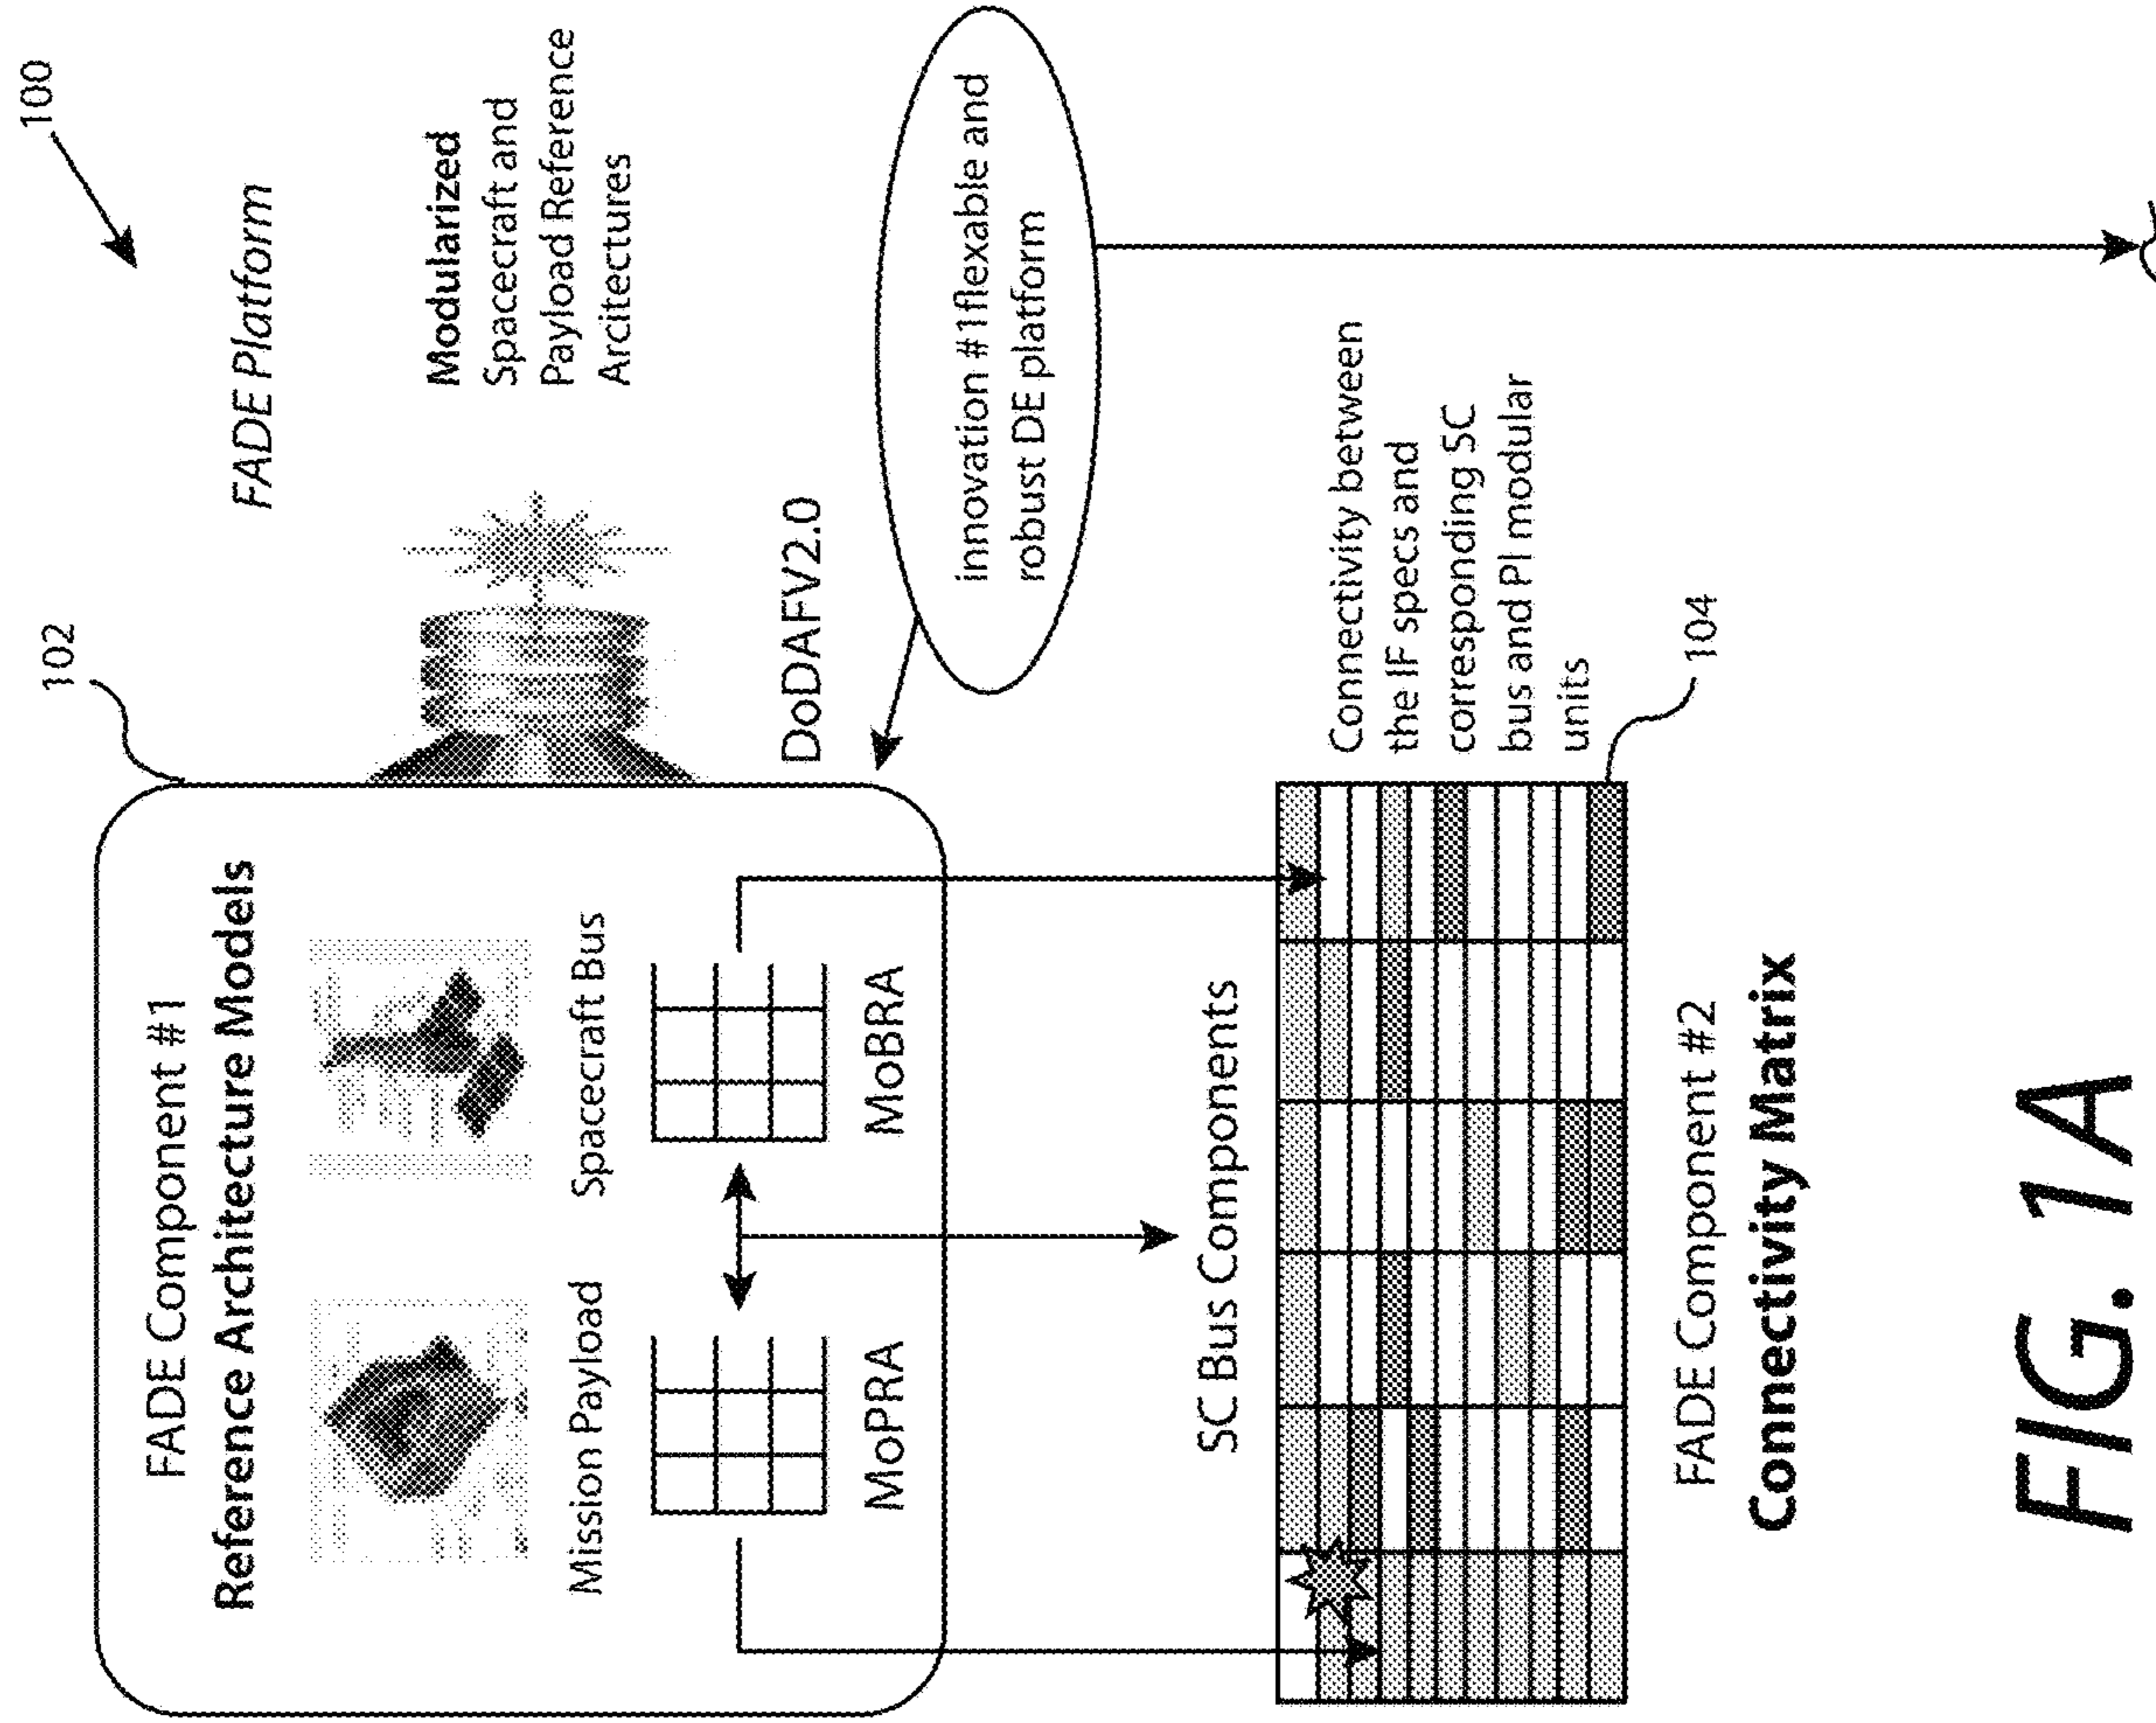 100
FADE Platform
102
FADE Component #1
Reference Architecture Models
Mission Payload
Spacecraft Bus
MoPRA
MoBRA
Modularized
Spacecraft and
Payload Reference
Arcitectures
DoDAFV2.0
innovation #1flexable and
robust DE platform
SC Bus Components
Connectivity between
the IF specs and
corresponding SC
bus and Pl modular
units
104
FADE Component #2
Connectivity Matrix
FIG. 1A